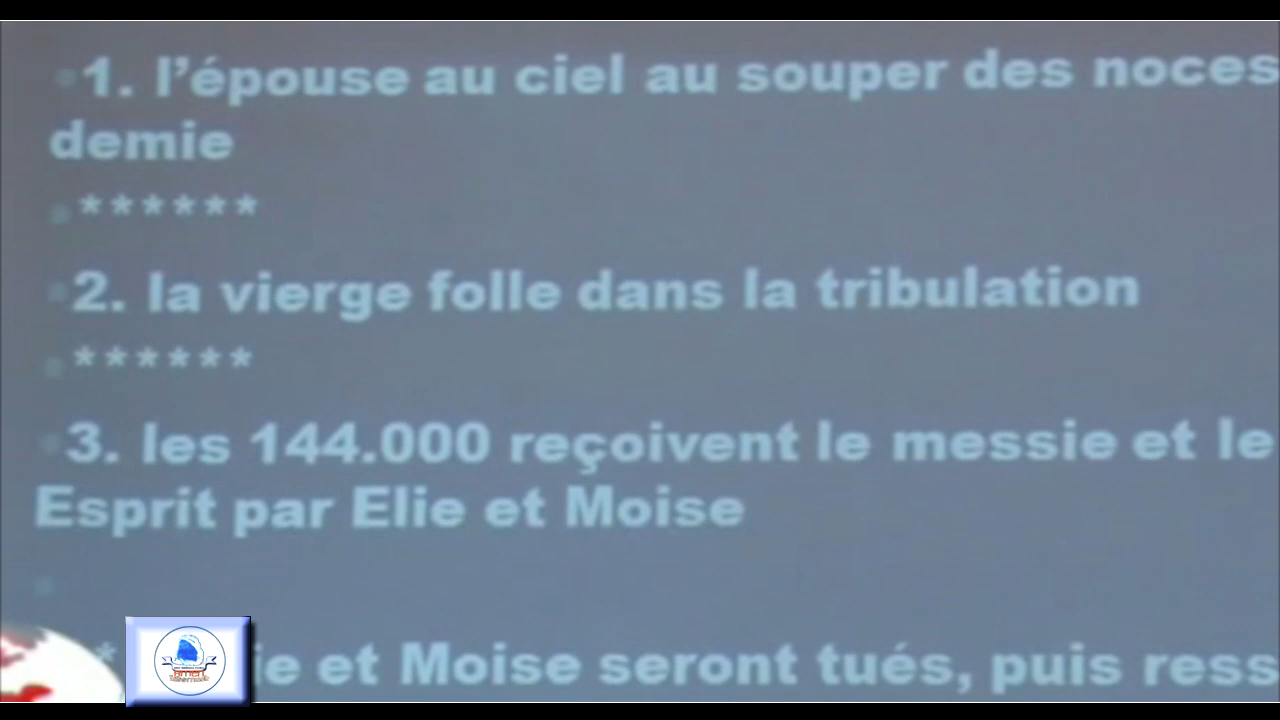 1. l'épouse au ciel au souper des noces
demie
******
2. la vierge folle dans la tribulation
******
3. les 144.000 reçoivent le messie et le
Esprit par Elie et Moise
* ie et Moise seront tués, puis ress